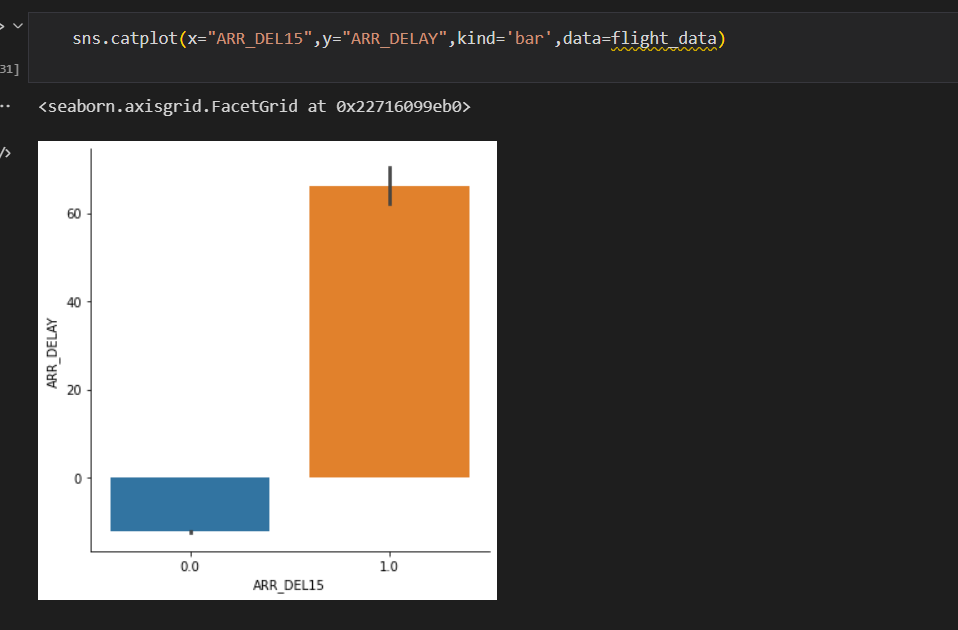 sns.catplot(x="ARR_DEL15",y="ARR_DELAY",kind='bar',data=flight_data)
31]
<seaborn.axisgrid.FacetGrid at 0x22716099eb0>
60
40
20
0
ARR_DELAY
0.0 1.0
ARR_DEL15